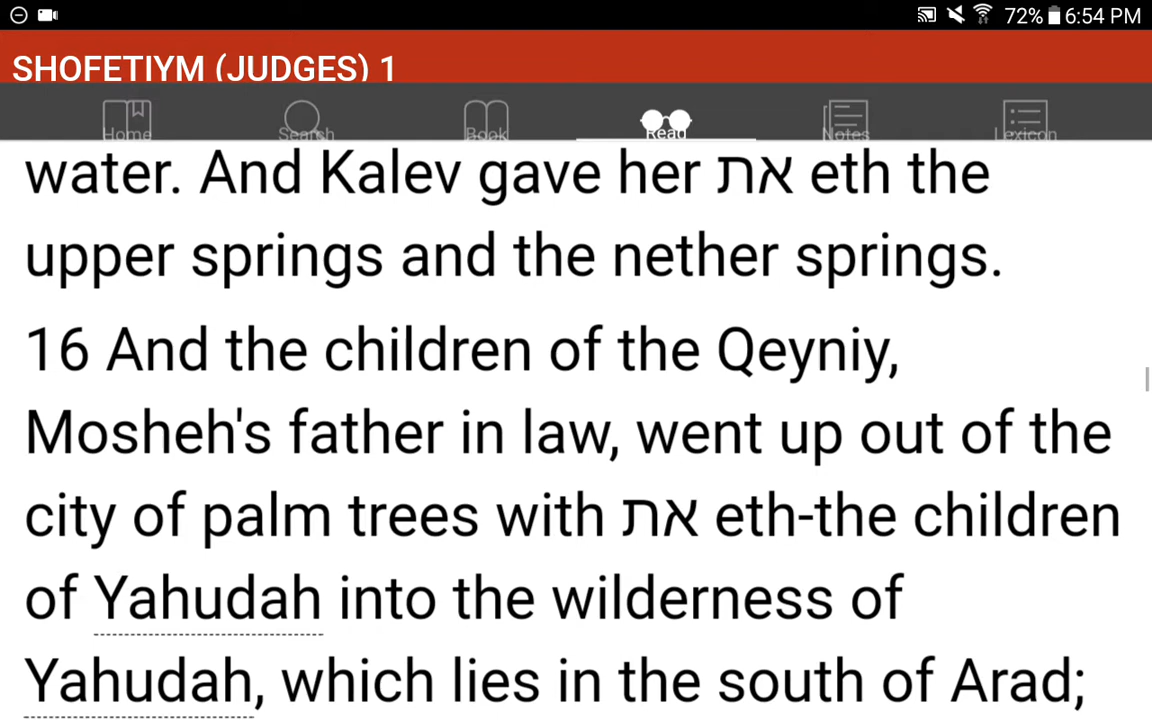 72% 6:54 PM
SHOFETIYM (JUDGES) 1
Home Search Book Read Notes Lexicon
water. And Kalev gave her את eth the
upper springs and the nether springs.
16 And the children of the Qeyniy,
Mosheh's father in law, went up out of the
city of palm trees with את eth-the children
of Yahudah into the wilderness of
Yahudah, which lies in the south of Arad;